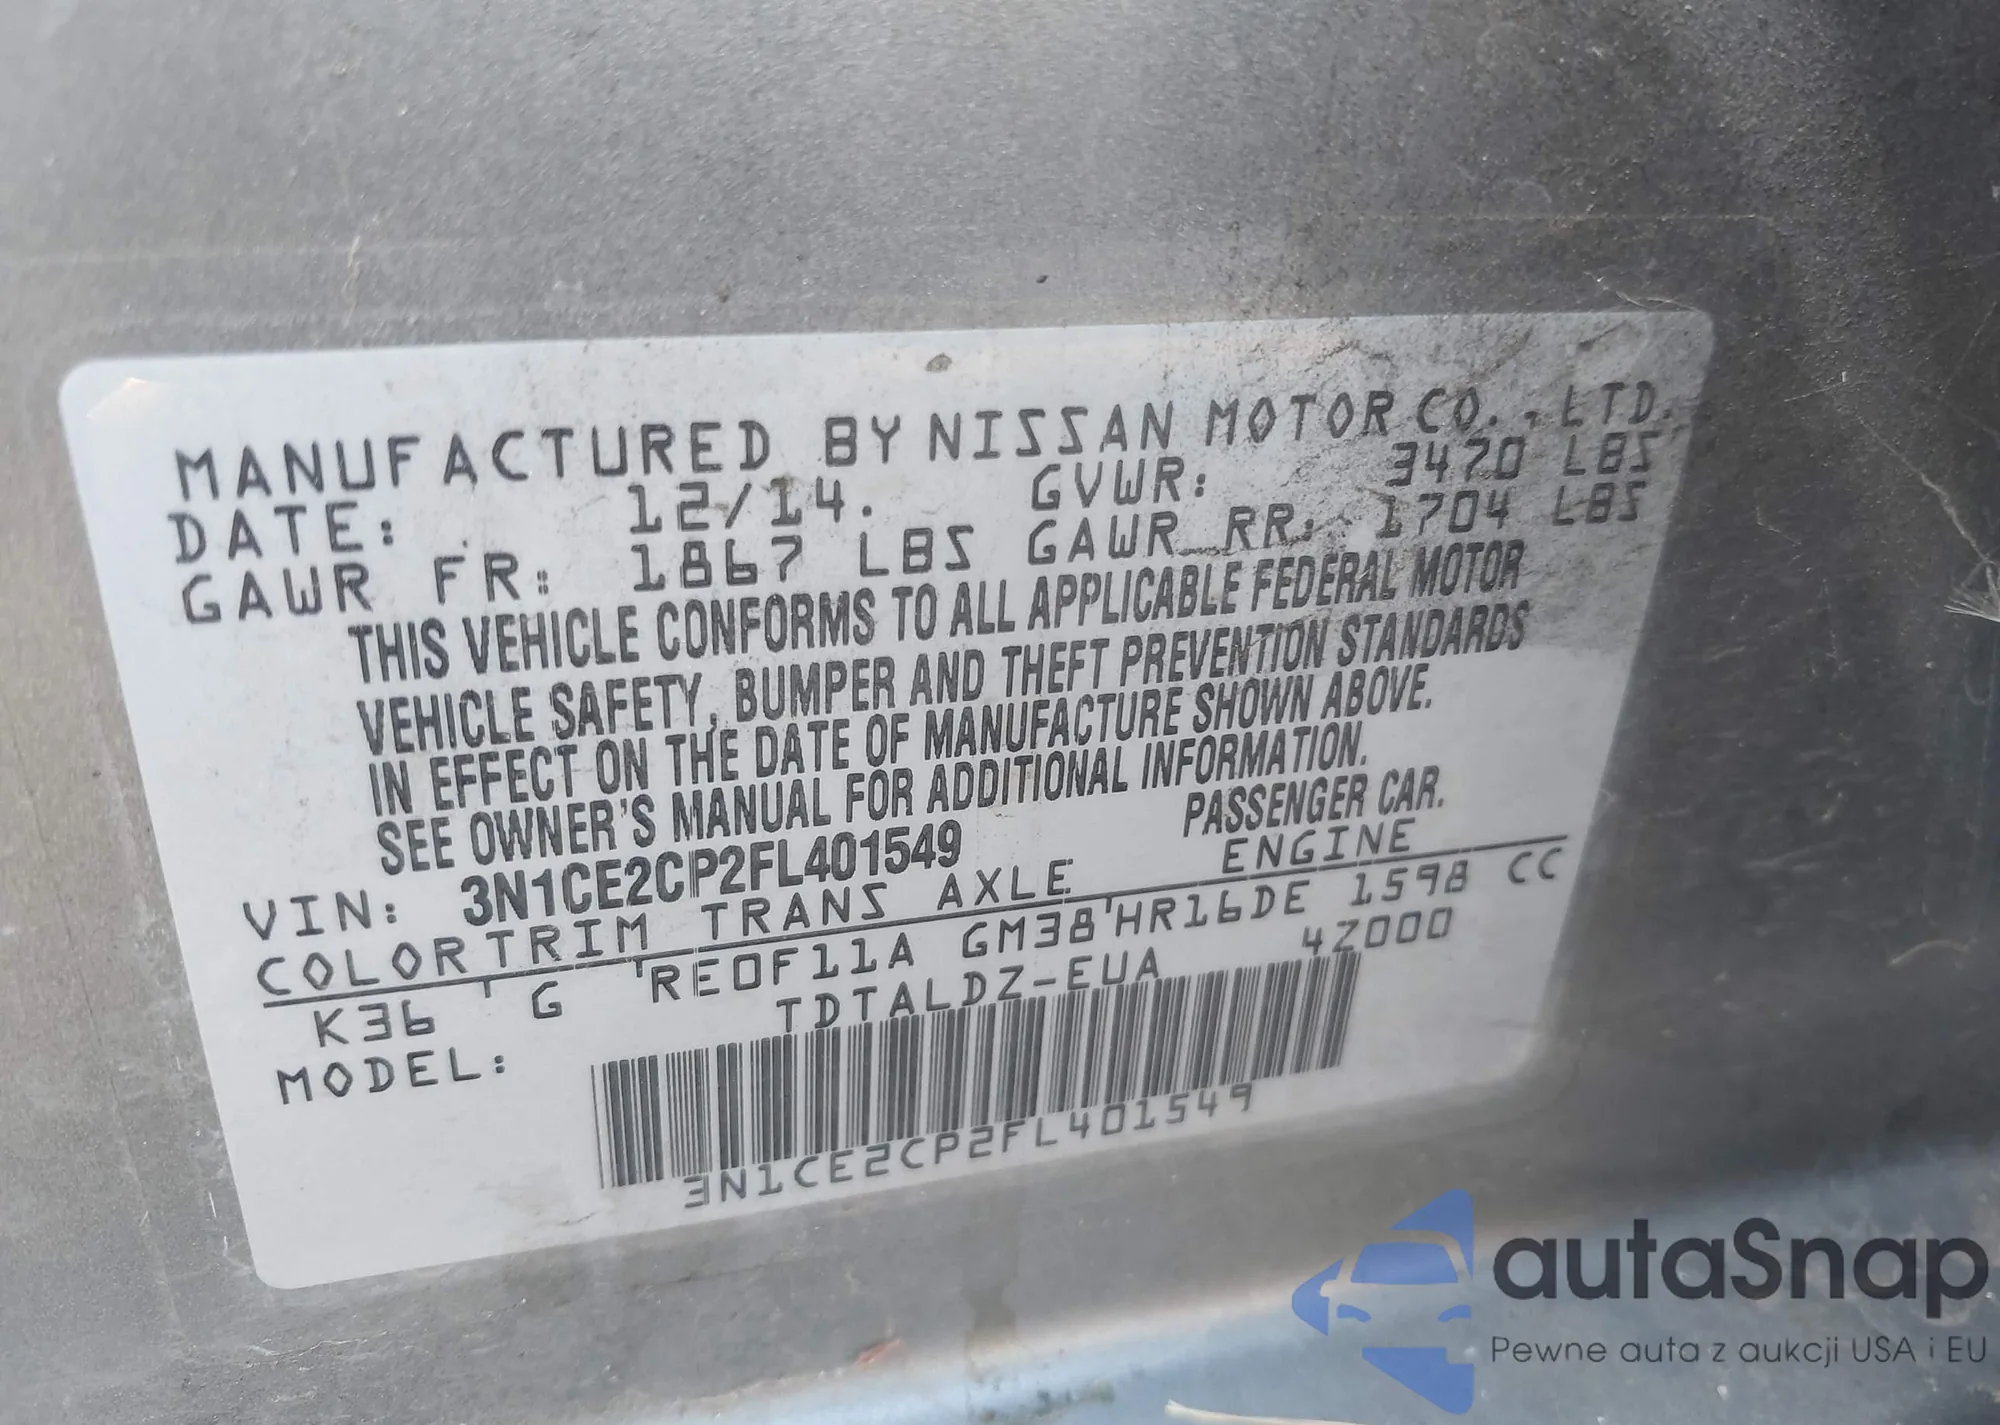 MANUFACTURED BY NISSAN MOTOR CO., LTD.
DATE: 12/14. GVWR: 3470 LBS
GAWR FR: 1867 LBS GAWR RR: 1704 LBS
THIS VEHICLE CONFORMS TO ALL APPLICABLE FEDERAL MOTOR
VEHICLE SAFETY, BUMPER AND THEFT PREVENTION STANDARDS
IN EFFECT ON THE DATE OF MANUFACTURE SHOWN ABOVE.
SEE OWNER'S MANUAL FOR ADDITIONAL INFORMATION.
VIN: 3N1CE2CP2FL401549 PASSENGER CAR.
COLOR TRIM TRANS AXLE ENGINE
K36 G RE0F11A GM38 HR16DE 1598 CC
MODEL: TDTALDZ-EUA 4Z000
3N1CE2CP2FL401549
autaSnap
Pewne auta z aukcji USA i EU